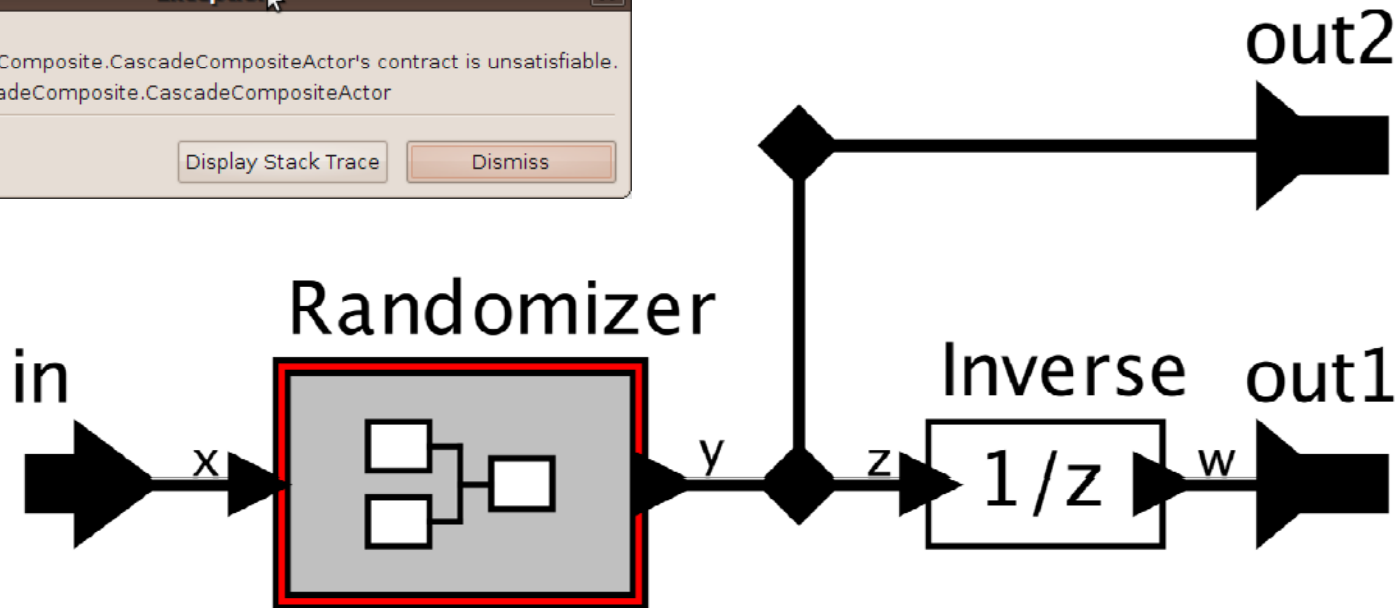 Composite.CascadeCompositeActor's contract is unsatisfiable.
adeComposite.CascadeCompositeActor
Display Stack Trace
Dismiss
out2
Randomizer
in
Inverse
out1
x
y
z
1/z
w